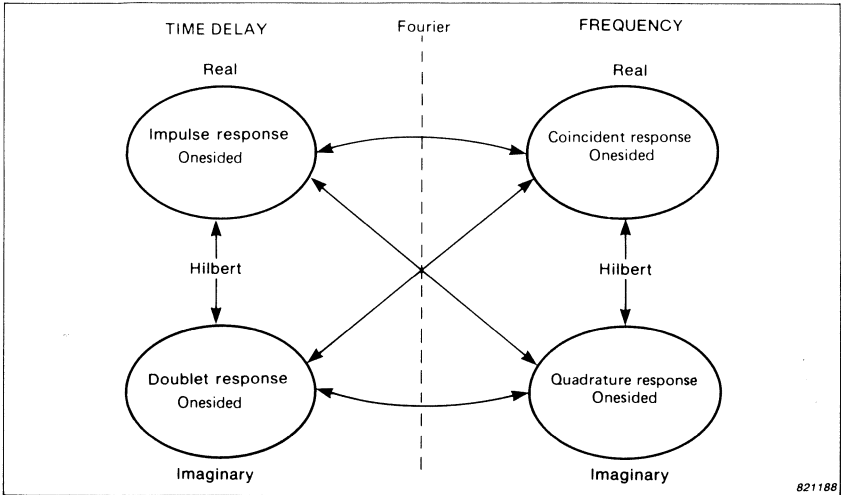 TIME DELAY
Fourier
FREQUENCY
Real
Real
Impulse response
Onesided
Coincident response
Onesided
Hilbert
Hilbert
Doublet response
Onesided
Quadrature response
Onesided
Imaginary
Imaginary
821188